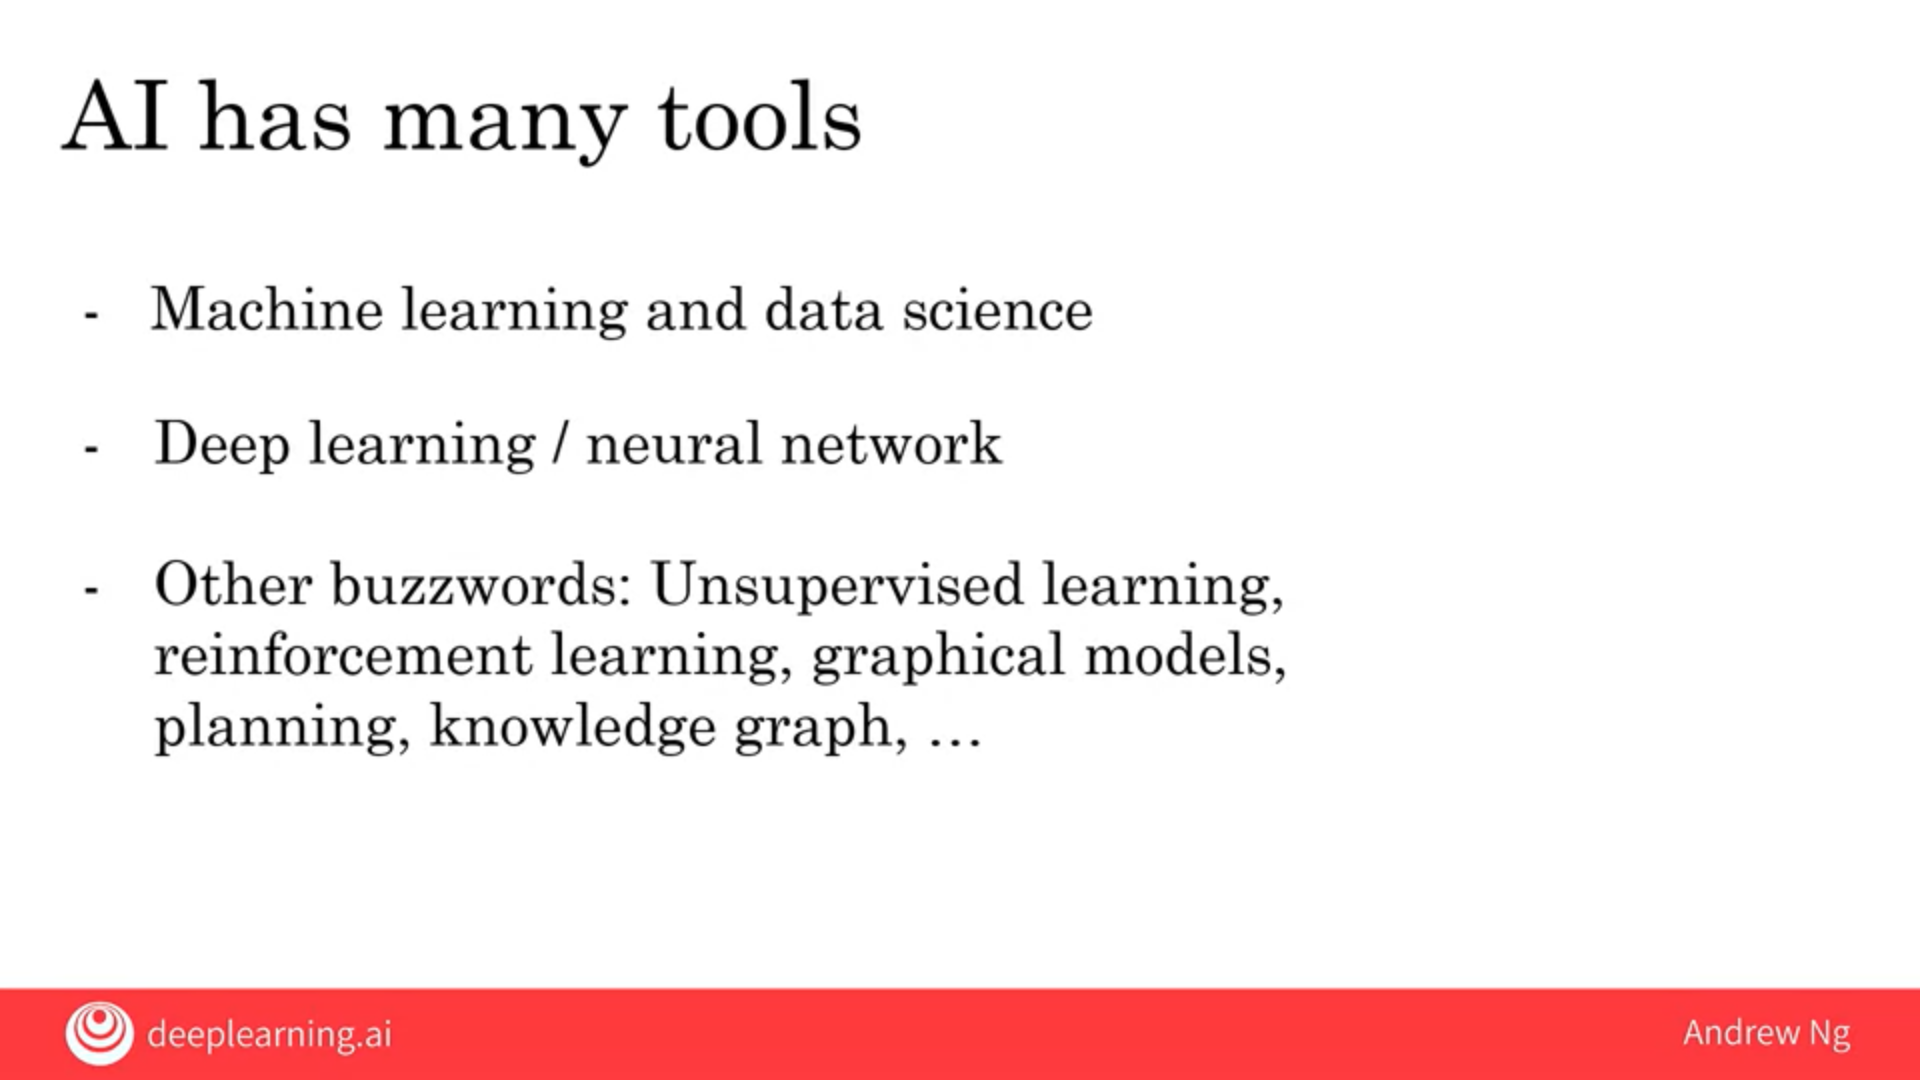 AI has many tools
- Machine learning and data science
- Deep learning / neural network
- Other buzzwords: Unsupervised learning,
reinforcement learning, graphical models,
planning, knowledge graph, ...
deeplearning.ai
Andrew Ng